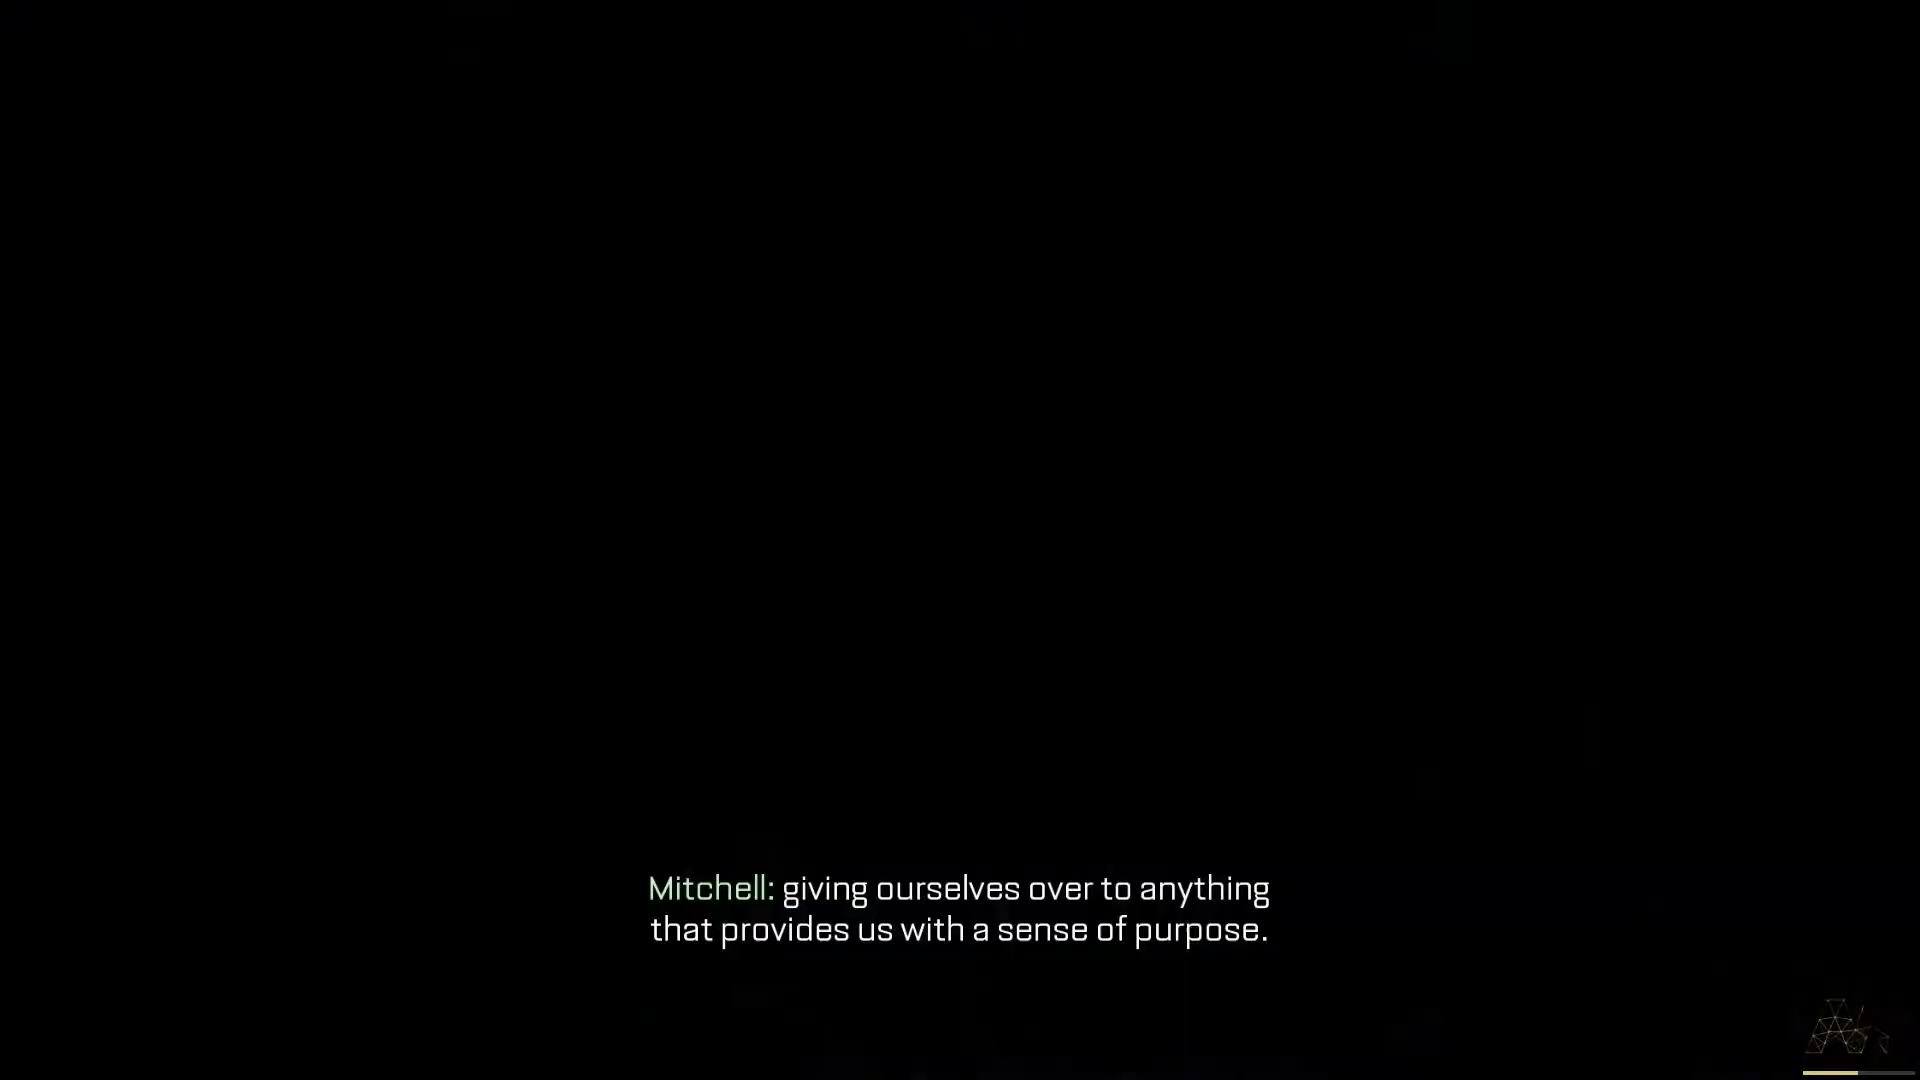 Mitchell: giving ourselves over to anything
that provides us with a sense of purpose.